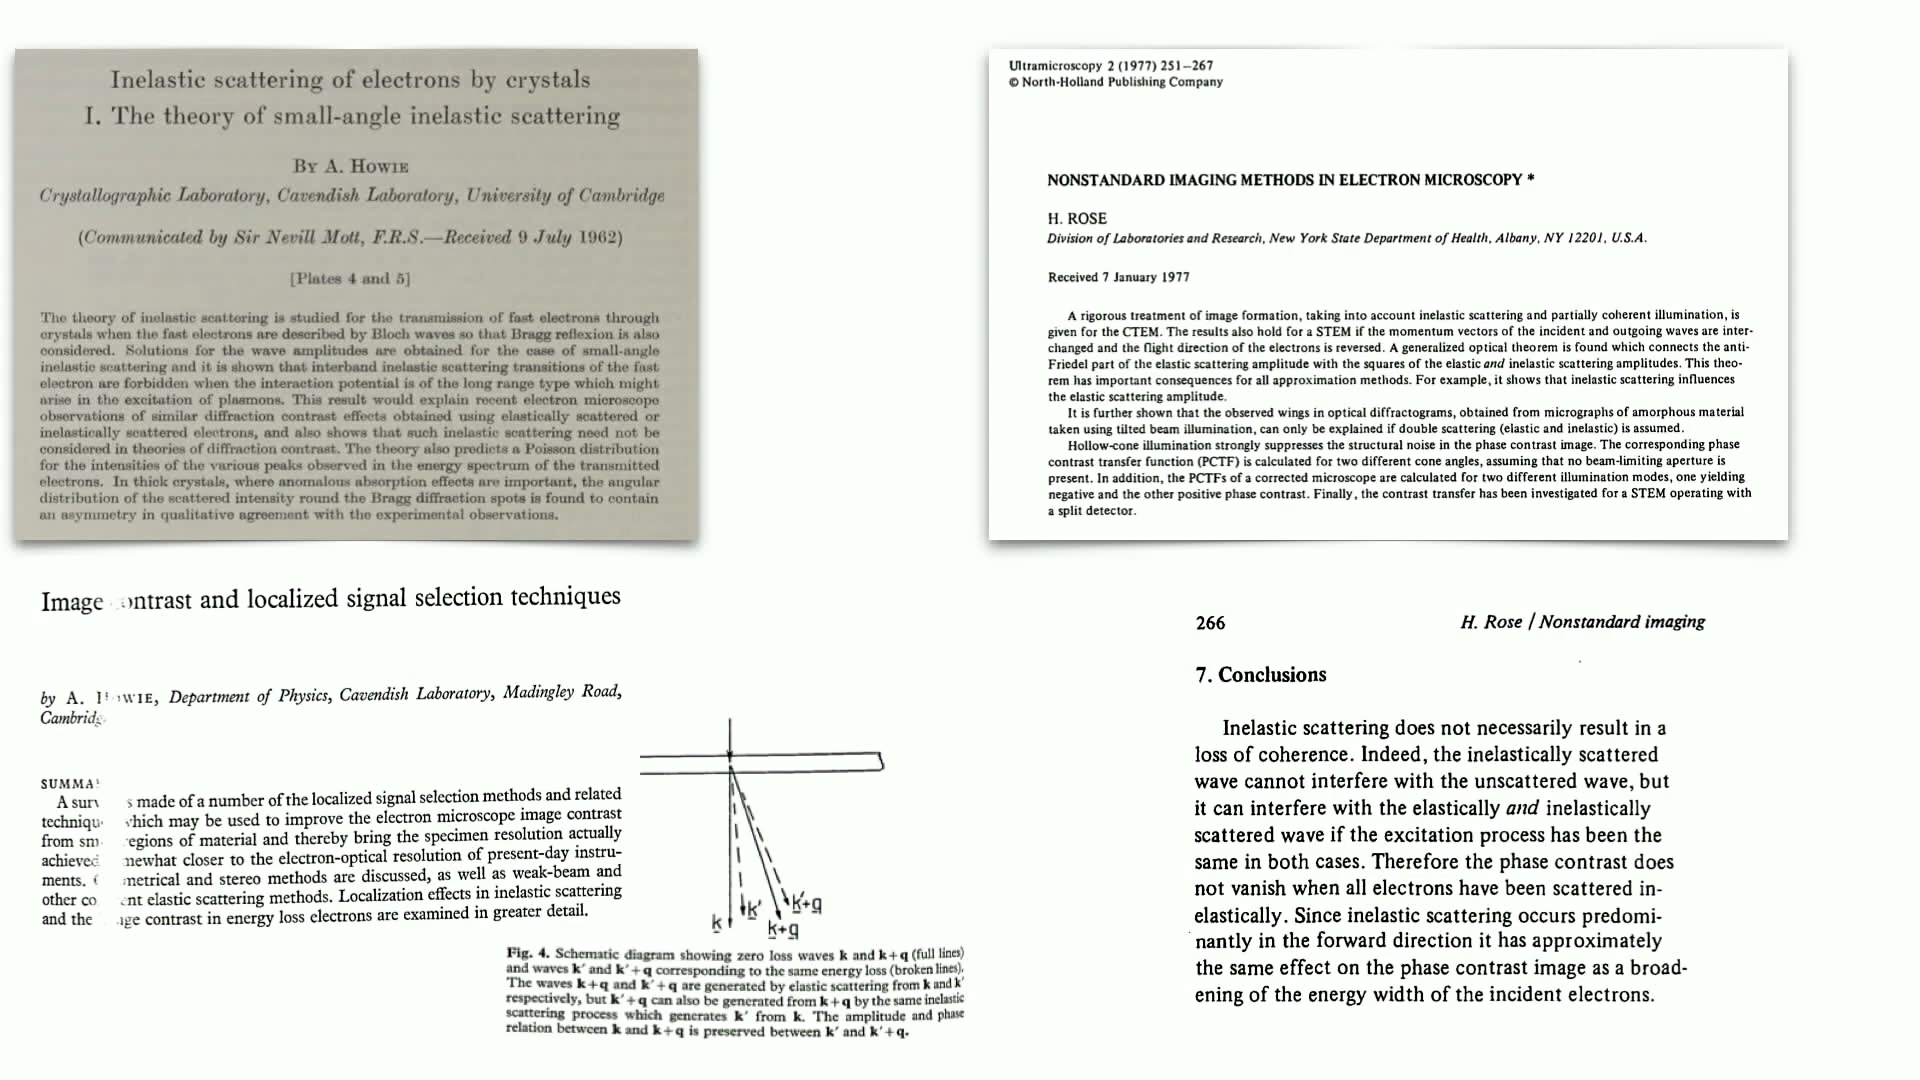 Inelastic scattering of electrons by crystals
I. The theory of small-angle inelastic scattering
By A. Howie
Crystallographic Laboratory, Cavendish Laboratory, University of Cambridge
(Communicated by Sir Nevill Mott, F.R.S.—Received 9 July 1962)
[Plates 4 and 5]
The theory of inelastic scattering is studied for the transmission of fast electrons through
crystals when the fast electrons are described by Bloch waves so that Bragg reflexion is also
considered. Solutions for the wave amplitudes are obtained for the case of small-angle
inelastic scattering and it is shown that interband inelastic scattering transitions of the fast
electron are forbidden when the interaction potential is of the long range type which might
arise in the excitation of plasmons. This result would explain recent electron microscope
observations of similar diffraction contrast effects obtained using elastically scattered or
inelastically scattered electrons, and also shows that such inelastic scattering need not be
considered in theories of diffraction contrast. The theory also predicts a Poisson distribution
for the intensities of the various peaks observed in the energy spectrum of the transmitted
electrons. In thick crystals, where anomalous absorption effects are important, the angular
distribution of the scattered intensity round the Bragg diffraction spots is found to contain
an asymmetry in qualitative agreement with the experimental observations.
Ultramicroscopy 2 (1977) 251–267
© North-Holland Publishing Company
NONSTANDARD IMAGING METHODS IN ELECTRON MICROSCOPY *
H. ROSE
Division of Laboratories and Research, New York State Department of Health, Albany, NY 12201, U.S.A.
Received 7 January 1977
A rigorous treatment of image formation, taking into account inelastic scattering and partially coherent illumination, is
given for the CTEM. The results also hold for a STEM if the momentum vectors of the incident and outgoing waves are inter-
changed and the flight direction of the electrons is reversed. A generalized optical theorem is found which connects the anti-
Friedel part of the elastic scattering amplitude with the squares of the elastic and inelastic scattering amplitudes. This theo-
rem has important consequences for all approximation methods. For example, it shows that inelastic scattering influences
the elastic scattering amplitude.
It is further shown that the observed wings in optical diffractograms, obtained from micrographs of amorphous material
taken using tilted beam illumination, can only be explained if double scattering (elastic and inelastic) is assumed.
Hollow-cone illumination strongly suppresses the structural noise in the phase contrast image. The corresponding phase
contrast transfer function (PCTF) is calculated for two different cone angles, assuming that no beam-limiting aperture is
present. In addition, the PCTFs of a corrected microscope are calculated for two different illumination modes, one yielding
negative and the other positive phase contrast. Finally, the contrast transfer has been investigated for a STEM operating with
a split detector.
Image ontrast and localized signal selection techniques
by A. WIE, Department of Physics, Cavendish Laboratory, Madingley Road,
Cambridg
SUMMA
A surv s made of a number of the localized signal selection methods and related
techniqu which may be used to improve the electron microscope image contrast
from sm egions of material and thereby bring the specimen resolution actually
achieved mewhat closer to the electron-optical resolution of present-day instru-
ments. metrical and stereo methods are discussed, as well as weak-beam and
other co nt elastic scattering methods. Localization effects in inelastic scattering
and the ge contrast in energy loss electrons are examined in greater detail.
k k' k+g k'+g
Fig. 4. Schematic diagram showing zero loss waves k and k+g (full lines)
and waves k' and k'+g corresponding to the same energy loss (broken lines).
The waves k+g and k'+g are generated by elastic scattering from k and k'
respectively, but k'+g can also be generated from k+g by the same inelastic
scattering process which generates k' from k. The amplitude and phase
relation between k and k+g is preserved between k' and k'+g.
266 H. Rose / Nonstandard imaging
7. Conclusions
Inelastic scattering does not necessarily result in a
loss of coherence. Indeed, the inelastically scattered
wave cannot interfere with the unscattered wave, but
it can interfere with the elastically and inelastically
scattered wave if the excitation process has been the
same in both cases. Therefore the phase contrast does
not vanish when all electrons have been scattered in-
elastically. Since inelastic scattering occurs predomi-
nantly in the forward direction it has approximately
the same effect on the phase contrast image as a broad-
ening of the energy width of the incident electrons.